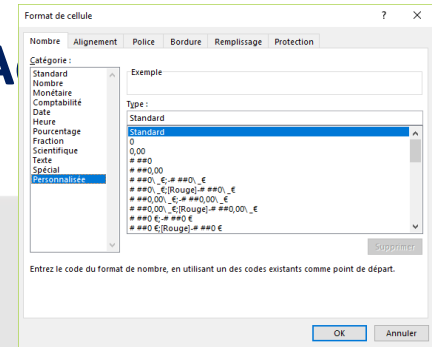 Format de cellule ? ×
Nombre Alignement Police Bordure Remplissage Protection
Catégorie :
Standard
Nombre
Monétaire
Comptabilité
Date
Heure
Pourcentage
Fraction
Scientifique
Texte
Spécial
Personnalisée
Exemple
Type :
Standard
Standard
0
0,00
# ##0
# ##0,00
# ##0\ _€;-# ##0\ _€
# ##0\ _€;[Rouge]-# ##0\ _€
# ##0,00\ _€;-# ##0,00\ _€
# ##0,00\ _€;[Rouge]-# ##0,00\ _€
# ##0 €;-# ##0 €
# ##0 €;[Rouge]-# ##0 €
Supprimer
Entrez le code du format de nombre, en utilisant un des codes existants comme point de départ.
OK Annuler